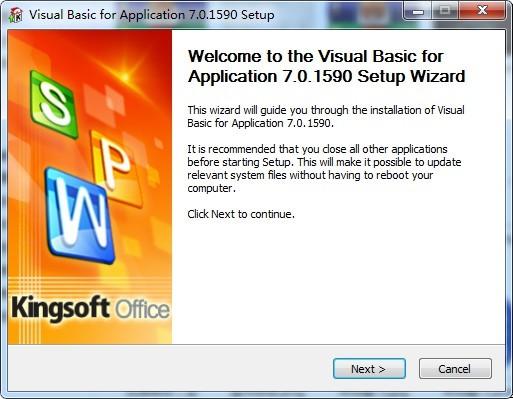 Visual Basic for Application 7.0.1590 Setup
Welcome to the Visual Basic for
Application 7.0.1590 Setup Wizard
This wizard will guide you through the installation of Visual
Basic for Application 7.0.1590.
It is recommended that you close all other applications
before starting Setup. This will make it possible to update
relevant system files without having to reboot your
computer.
Click Next to continue.
S
P
W
Kingsoft Office
Next >
Cancel